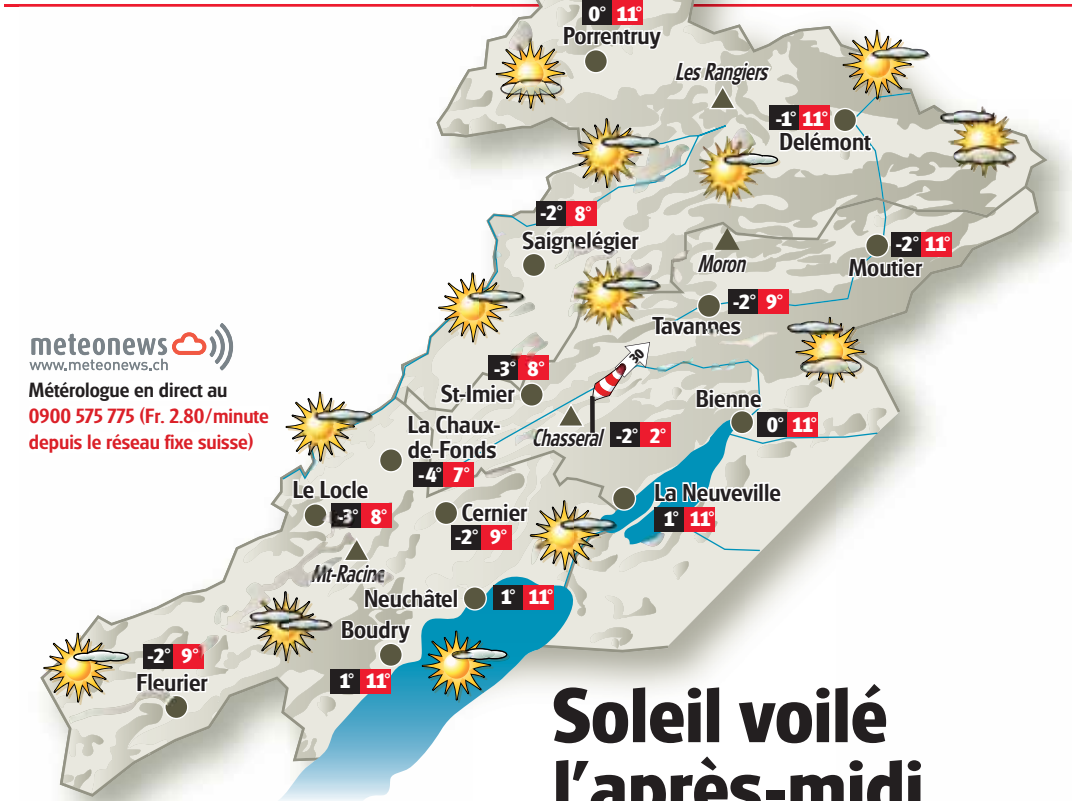 0° 11°
Porrentruy
Les Rangiers
-1° 11°
Delémont
-2° 8°
Saignelégier
Moron
-2° 11°
Moutier
-2° 9°
Tavannes
meteonews
www.meteonews.ch
Météorologue en direct au
0900 575 775 (Fr. 2.80/minute
depuis le réseau fixe suisse)
30
-3° 8°
St-Imier
Bienne
0° 11°
La Chaux-
de-Fonds
-4° 7°
Chasseral
-2° 2°
Le Locle
-3° 8°
Cernier
-2° 9°
La Neuveville
1° 11°
Mt-Racine
Neuchâtel
1° 11°
Boudry
1° 11°
-2° 9°
Fleurier
Soleil voilé
l'après-midi